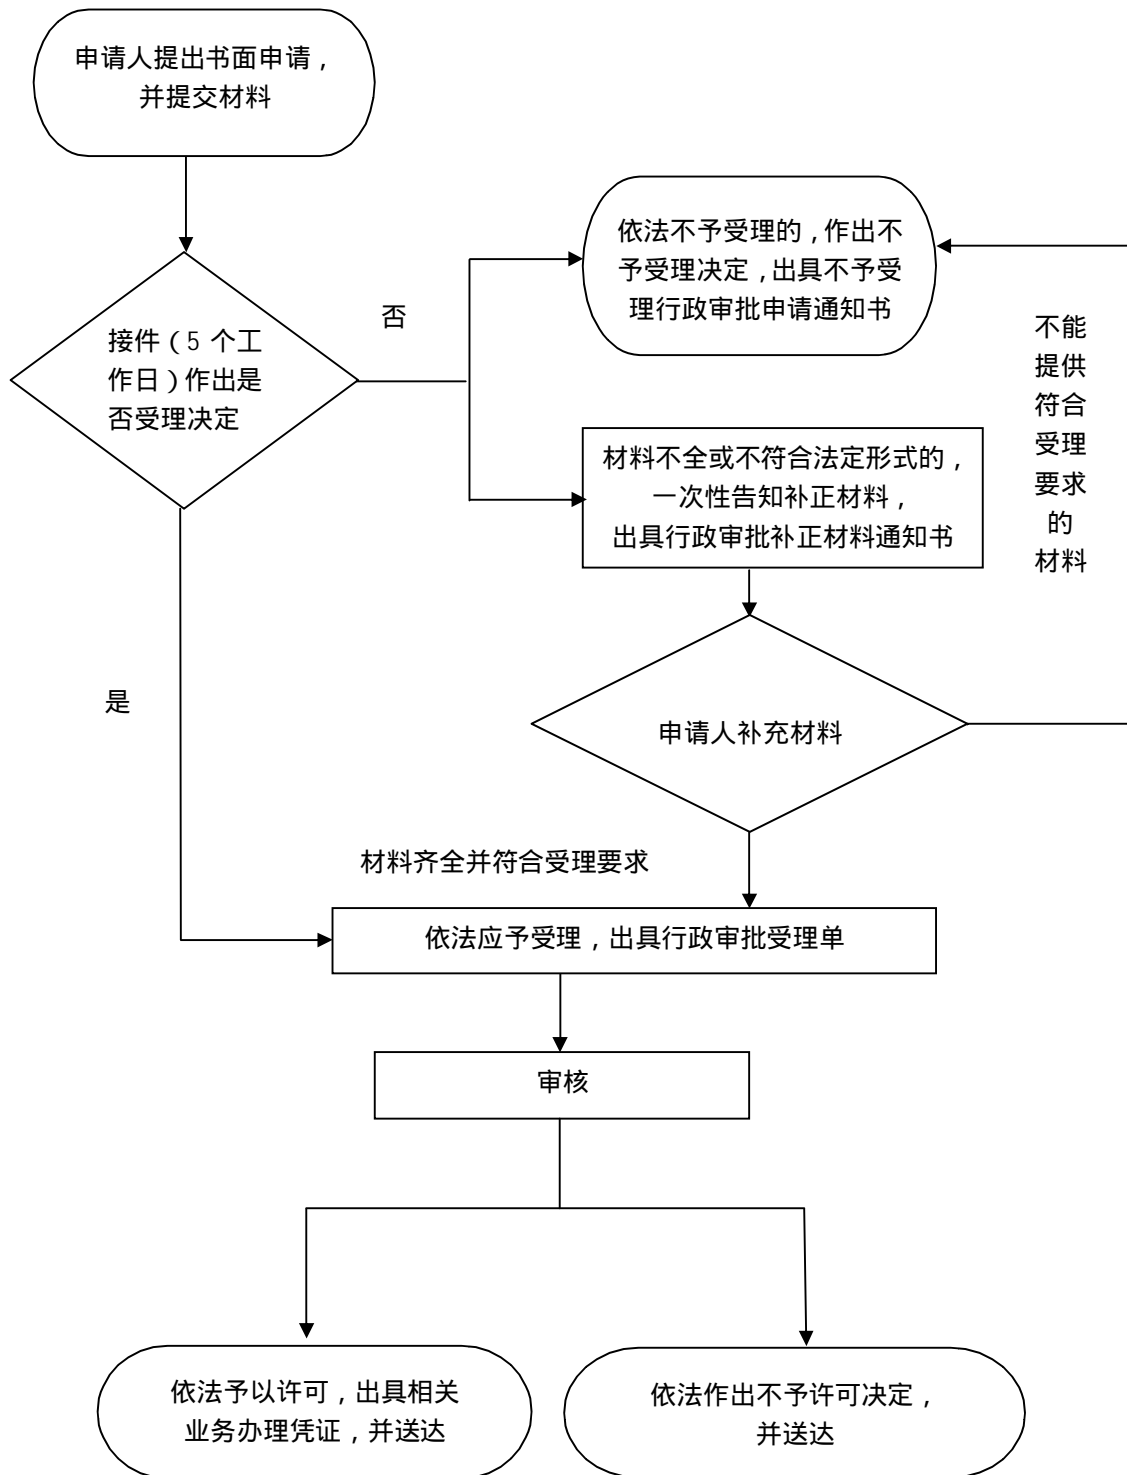 申请人提出书面申请，
并提交材料
依法不予受理的，作出不
予受理决定，出具不予受
理行政审批申请通知书
否
接件（5 个工
作日）作出是
否受理决定
不能
提供
符合
受理
要求
的
材料
材料不全或不符合法定形式的，
一次性告知补正材料，
出具行政审批补正材料通知书
是
申请人补充材料
材料齐全并符合受理要求
依法应予受理，出具行政审批受理单
审核
依法予以许可，出具相关
业务办理凭证，并送达
依法作出不予许可决定，
并送达